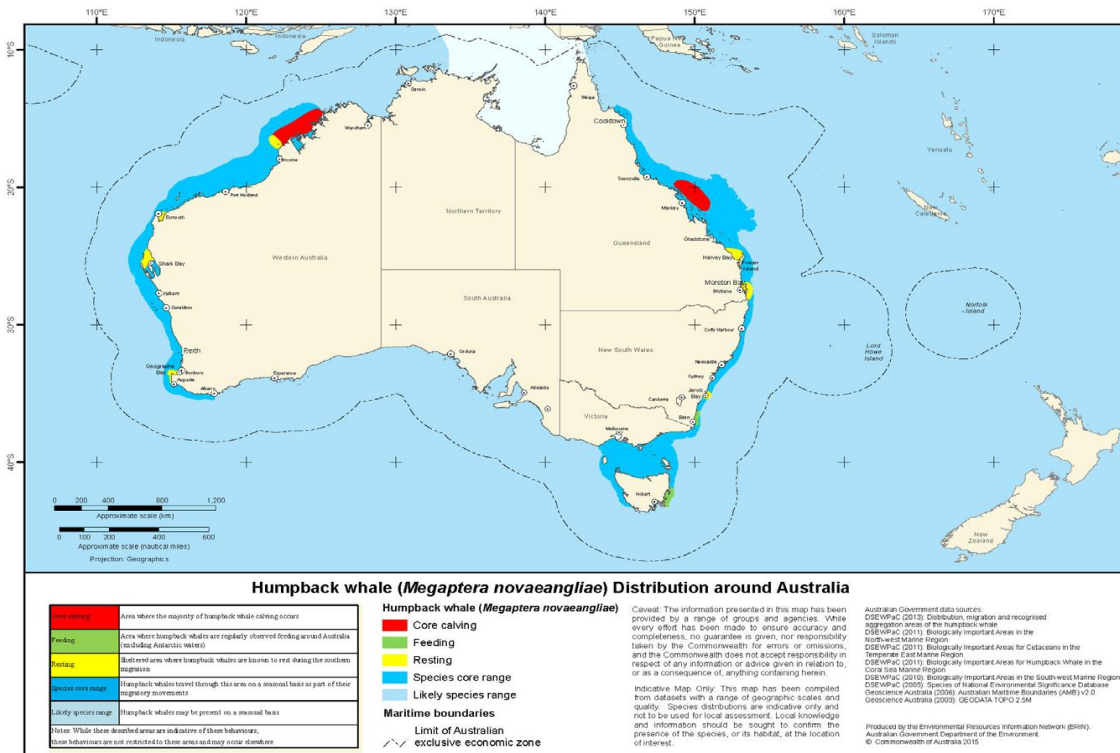 110°E 120°E 130°E 140°E 150°E 160°E 170°E
Indonesia
Indonesia
Papua New
Guinea
Solomon
Islands
10°S
10°S
Darwin
Weipa
Wyndham
Cooktown
Broome
Vanuatu
Townsville
20°S
20°S
Port Hedland
Mackay
New
Caledonia
Exmouth
Northern Territory
Gladstone
Queensland
Hervey Bay
Fraser
Island
Shark Bay
Western Australia
Moreton Bay
Brisbane
Kalbarri
South Australia
Geraldton
Norfolk
Island
30°S
30°S
Coffs Harbour
Perth
Ceduna
New South Wales
Lord
Howe
Island
Newcastle
Geographe
Bay
Bunbury
Augusta
Esperance
Sydney
Albany
Adelaide
Canberra
Jervis
Bay
Victoria
Eden
Melbourne
40°S
40°S
Hobart
New
Zealand
0 200 400 800 1,200
Approximate scale (km)
0 100 200 400 600
Approximate scale (nautical miles)
Projection: Geographics
Humpback whale (Megaptera novaeangliae) Distribution around Australia
Core calving Area where the majority of humpback whale calving occurs
Feeding Area where humpback whales are regularly observed feeding around Australia
(excluding Antarctic waters)
Resting Sheltered area where humpback whales are known to rest during the southern
migration
Species core range Humpback whales travel through this area on a seasonal basis as part of their
migratory movements
Likely species range Humpback whales may be present on a seasonal basis
Notes: While these described areas are indicative of these behaviours,
these behaviours are not restricted to these areas and may occur elsewhere
Humpback whale (Megaptera novaeangliae)
Core calving
Feeding
Resting
Species core range
Likely species range
Maritime boundaries
Limit of Australian
exclusive economic zone
Caveat: The information presented in this map has been
provided by a range of groups and agencies. While
every effort has been made to ensure accuracy and
completeness, no guarantee is given, nor responsibility
taken by the Commonwealth for errors or omissions,
and the Commonwealth does not accept responsibility in
respect of any information or advice given in relation to,
or as a consequence of, anything containing herein.
Indicative Map Only: This map has been compiled
from datasets with a range of geographic scales and
quality. Species distributions are indicative only and
not to be used for local assessment. Local knowledge
and information should be sought to confirm the
presence of the species, or its habitat, at the location
of interest.
Australian Government data sources:
DSEWPaC (2013): Distribution, migration and recognised
aggregation areas of the humpback whale
DSEWPaC (2011): Biologically Important Areas in the
North-west Marine Region
DSEWPaC (2011): Biologically Important Areas for Cetaceans in the
Temperate East Marine Region
DSEWPaC (2011): Biologically Important Areas for Humpback Whale in the
Coral Sea Marine Region
DSEWPaC (2010): Biologically Important Areas in the South-west Marine Region
DSEWPaC (2005): Species of National Environmental Significance Database
Geoscience Australia (2006): Australian Maritime Boundaries (AMB) v2.0
Geoscience Australia (2003): GEODATA TOPO 2.5M
Produced by the Environmental Resources Information Network (ERIN).
Australian Government Department of the Environment.
© Commonwealth of Australia 2015